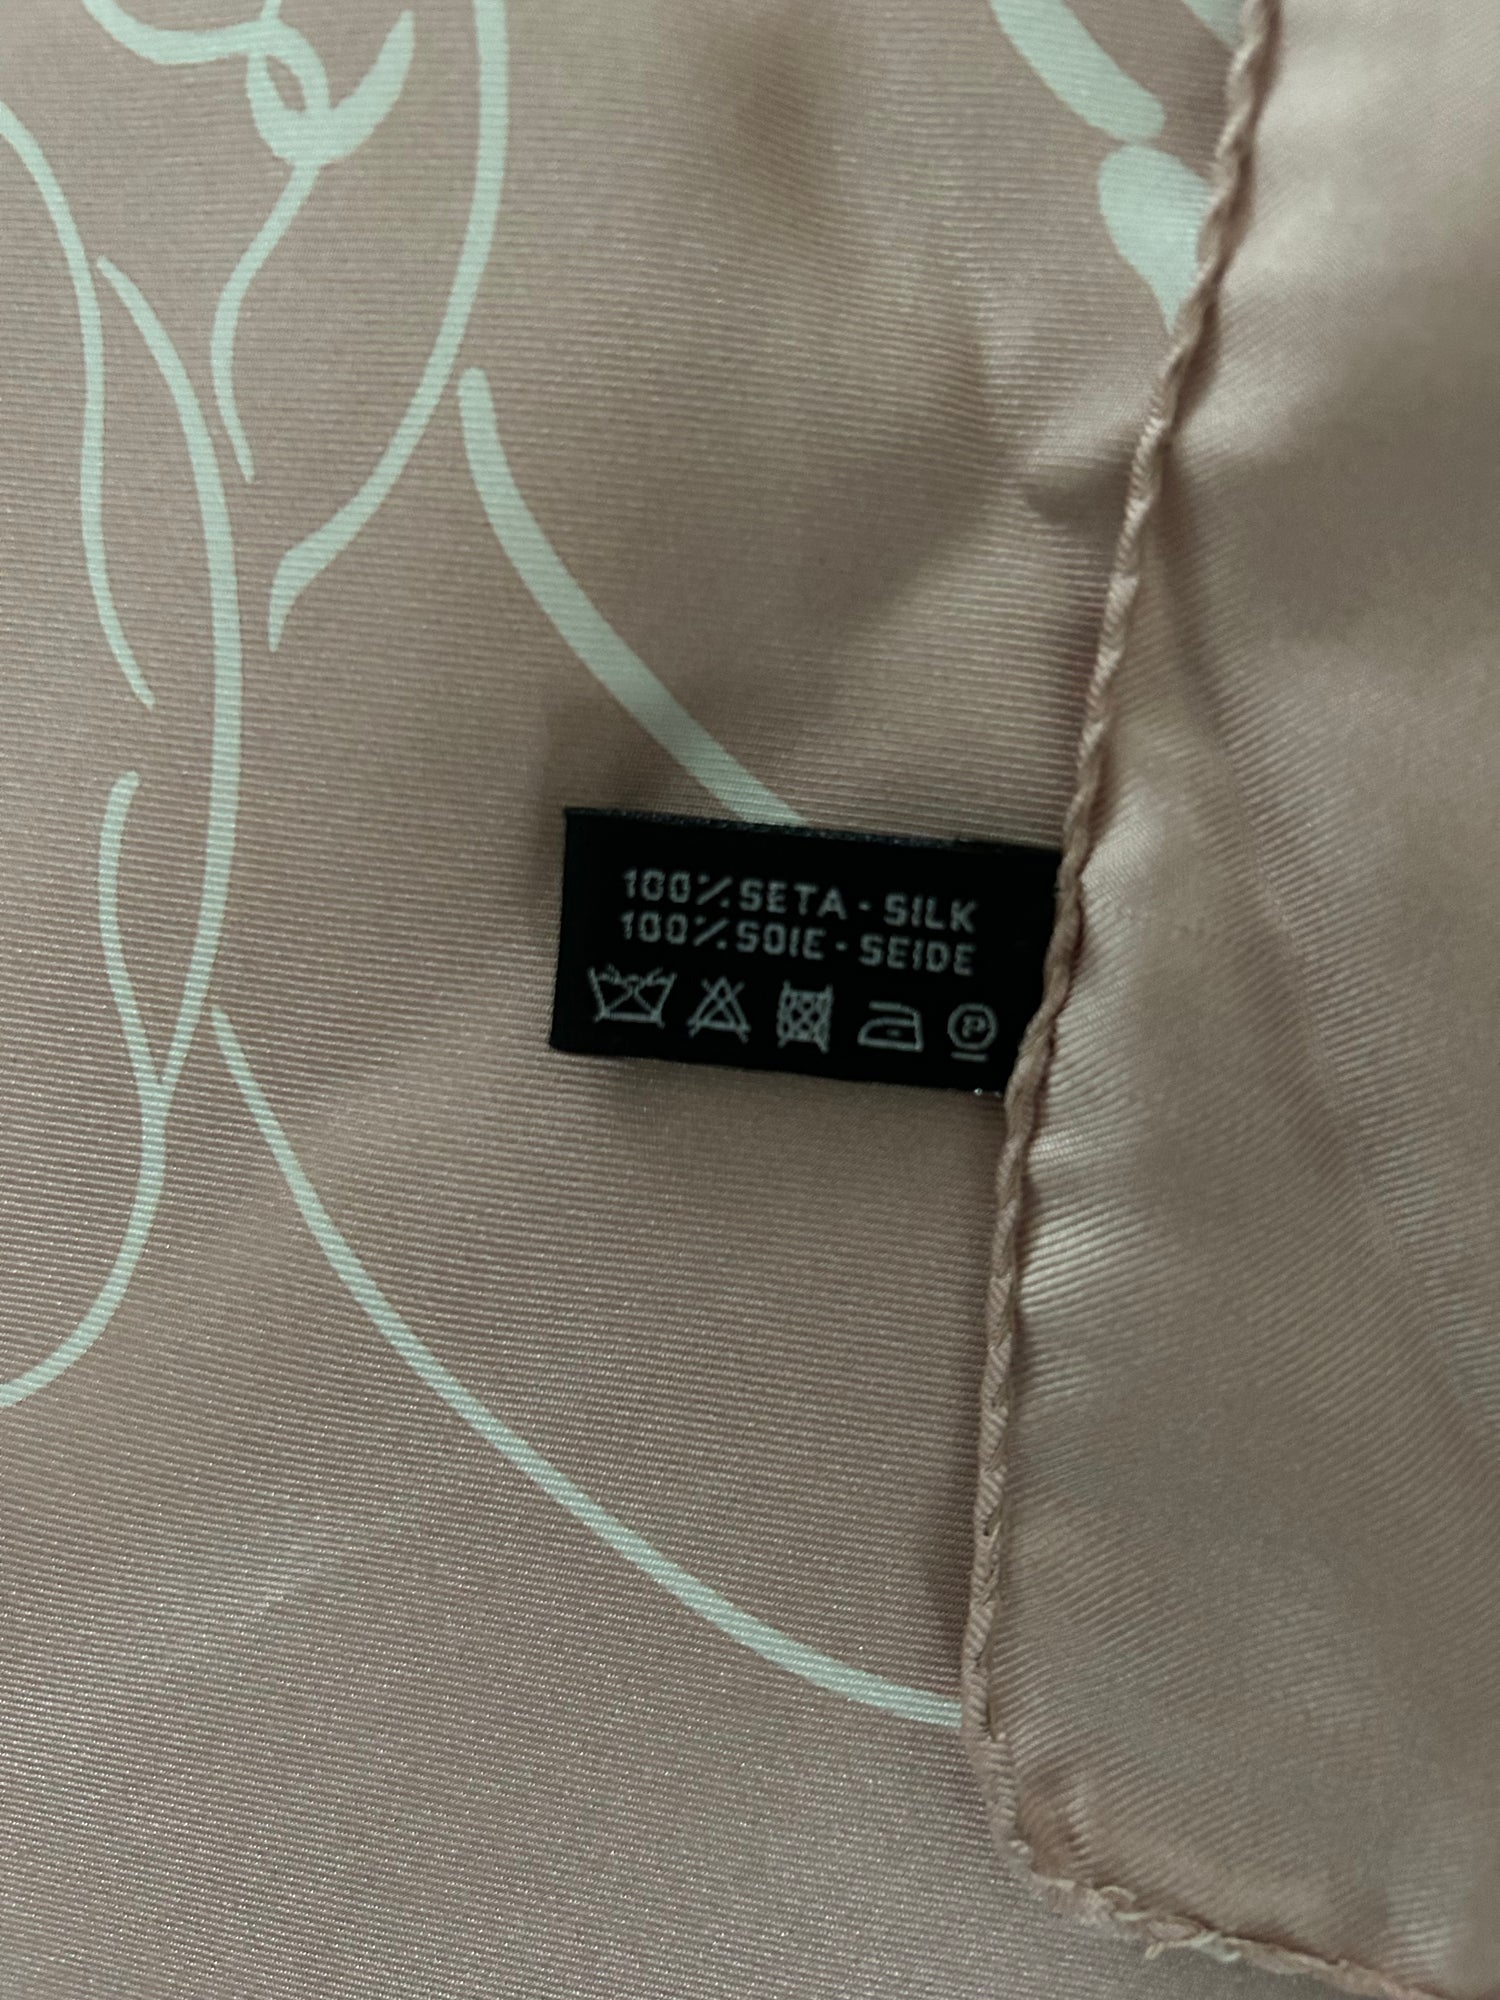 100% SETA - SILK
100% SOIE - SEIDE
P